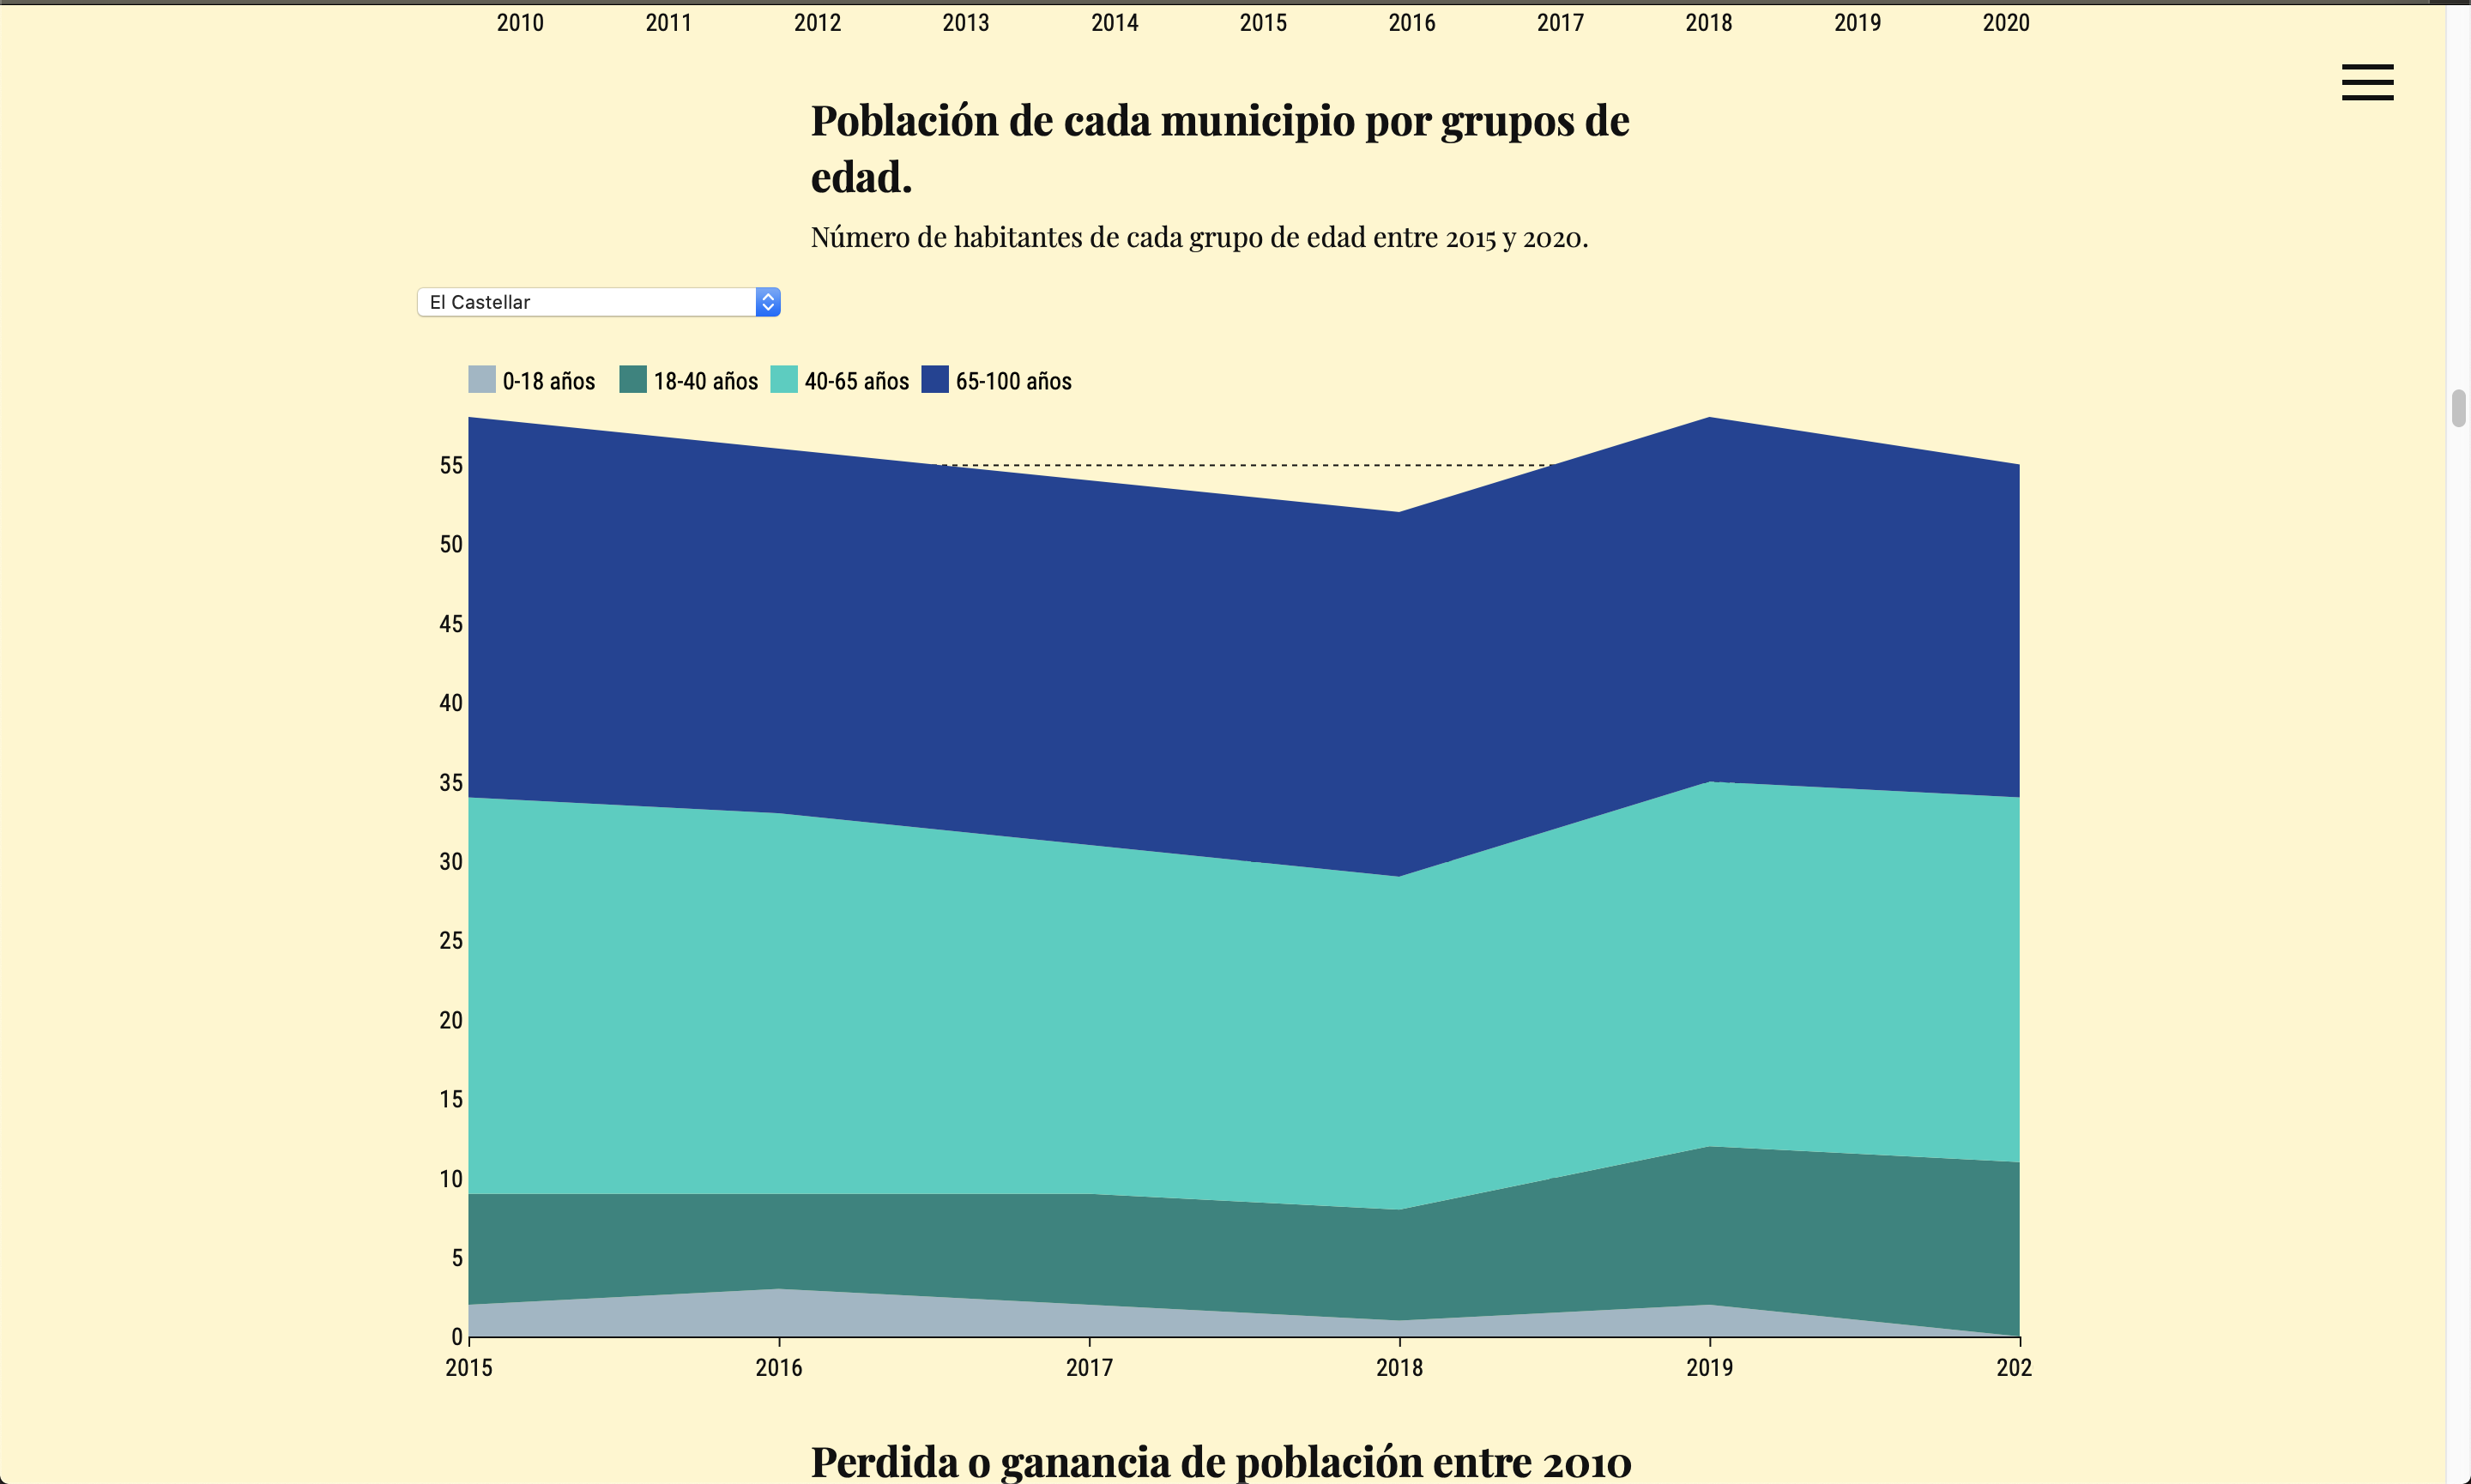 2010 2011 2012 2013 2014 2015 2016 2017 2018 2019 2020
Población de cada municipio por grupos de
edad.
Número de habitantes de cada grupo de edad entre 2015 y 2020.
El Castellar
0-18 años 18-40 años 40-65 años 65-100 años
55
50
45
40
35
30
25
20
15
10
5
0
2015 2016 2017 2018 2019 202
Perdida o ganancia de población entre 2010